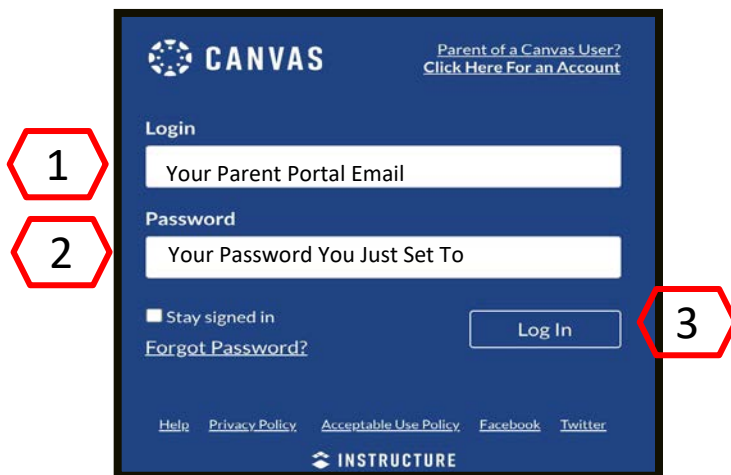 CANVAS
Parent of a Canvas User?
Click Here For an Account
Login
1
Your Parent Portal Email
Password
2
Your Password You Just Set To
Stay signed in
Log In
3
Forgot Password?
Help Privacy Policy Acceptable Use Policy Facebook Twitter
INSTRUCTURE